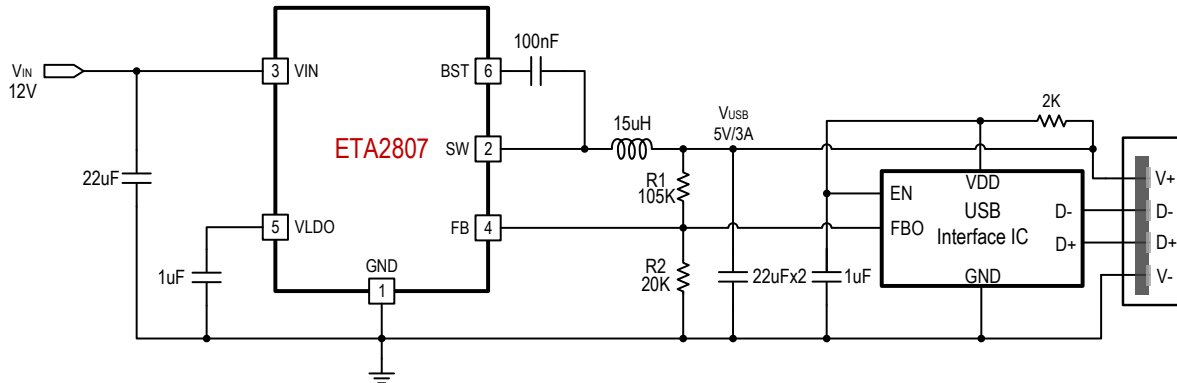 100nF
VIN
12V
3
VIN
BST
6
ETA2807
SW
2
15uH
VUSB
5V/3A
2K
22uF
R1
105K
VDD
EN
USB
Interface IC
FBO
D-
D+
GND
V+
D-
D+
V-
5
VLDO
FB
4
1uF
GND
1
R2
20K
22uFx2
1uF